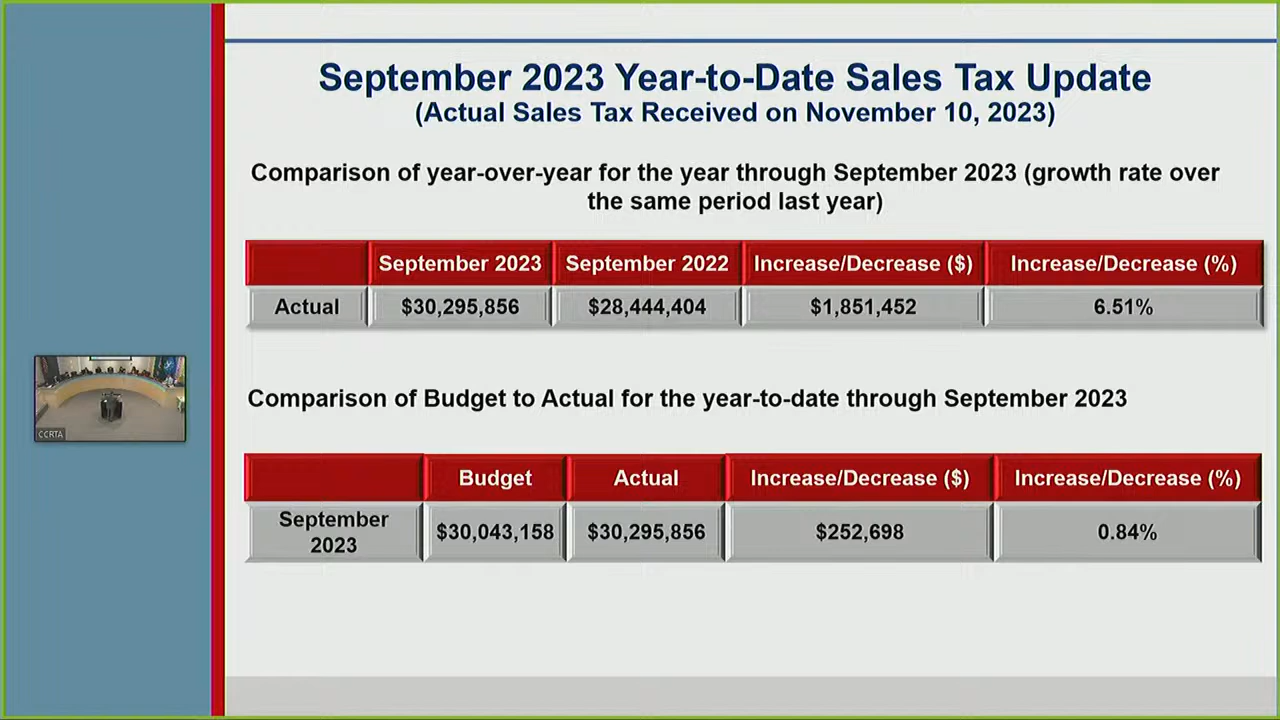 September 2023 Year-to-Date Sales Tax Update
(Actual Sales Tax Received on November 10, 2023)
Comparison of year-over-year for the year through September 2023 (growth rate over
the same period last year)
September 2023 September 2022 Increase/Decrease ($) Increase/Decrease (%)
Actual $30,295,856 $28,444,404 $1,851,452 6.51%
Comparison of Budget to Actual for the year-to-date through September 2023
Budget Actual Increase/Decrease ($) Increase/Decrease (%)
September
2023 $30,043,158 $30,295,856 $252,698 0.84%
CCRTA